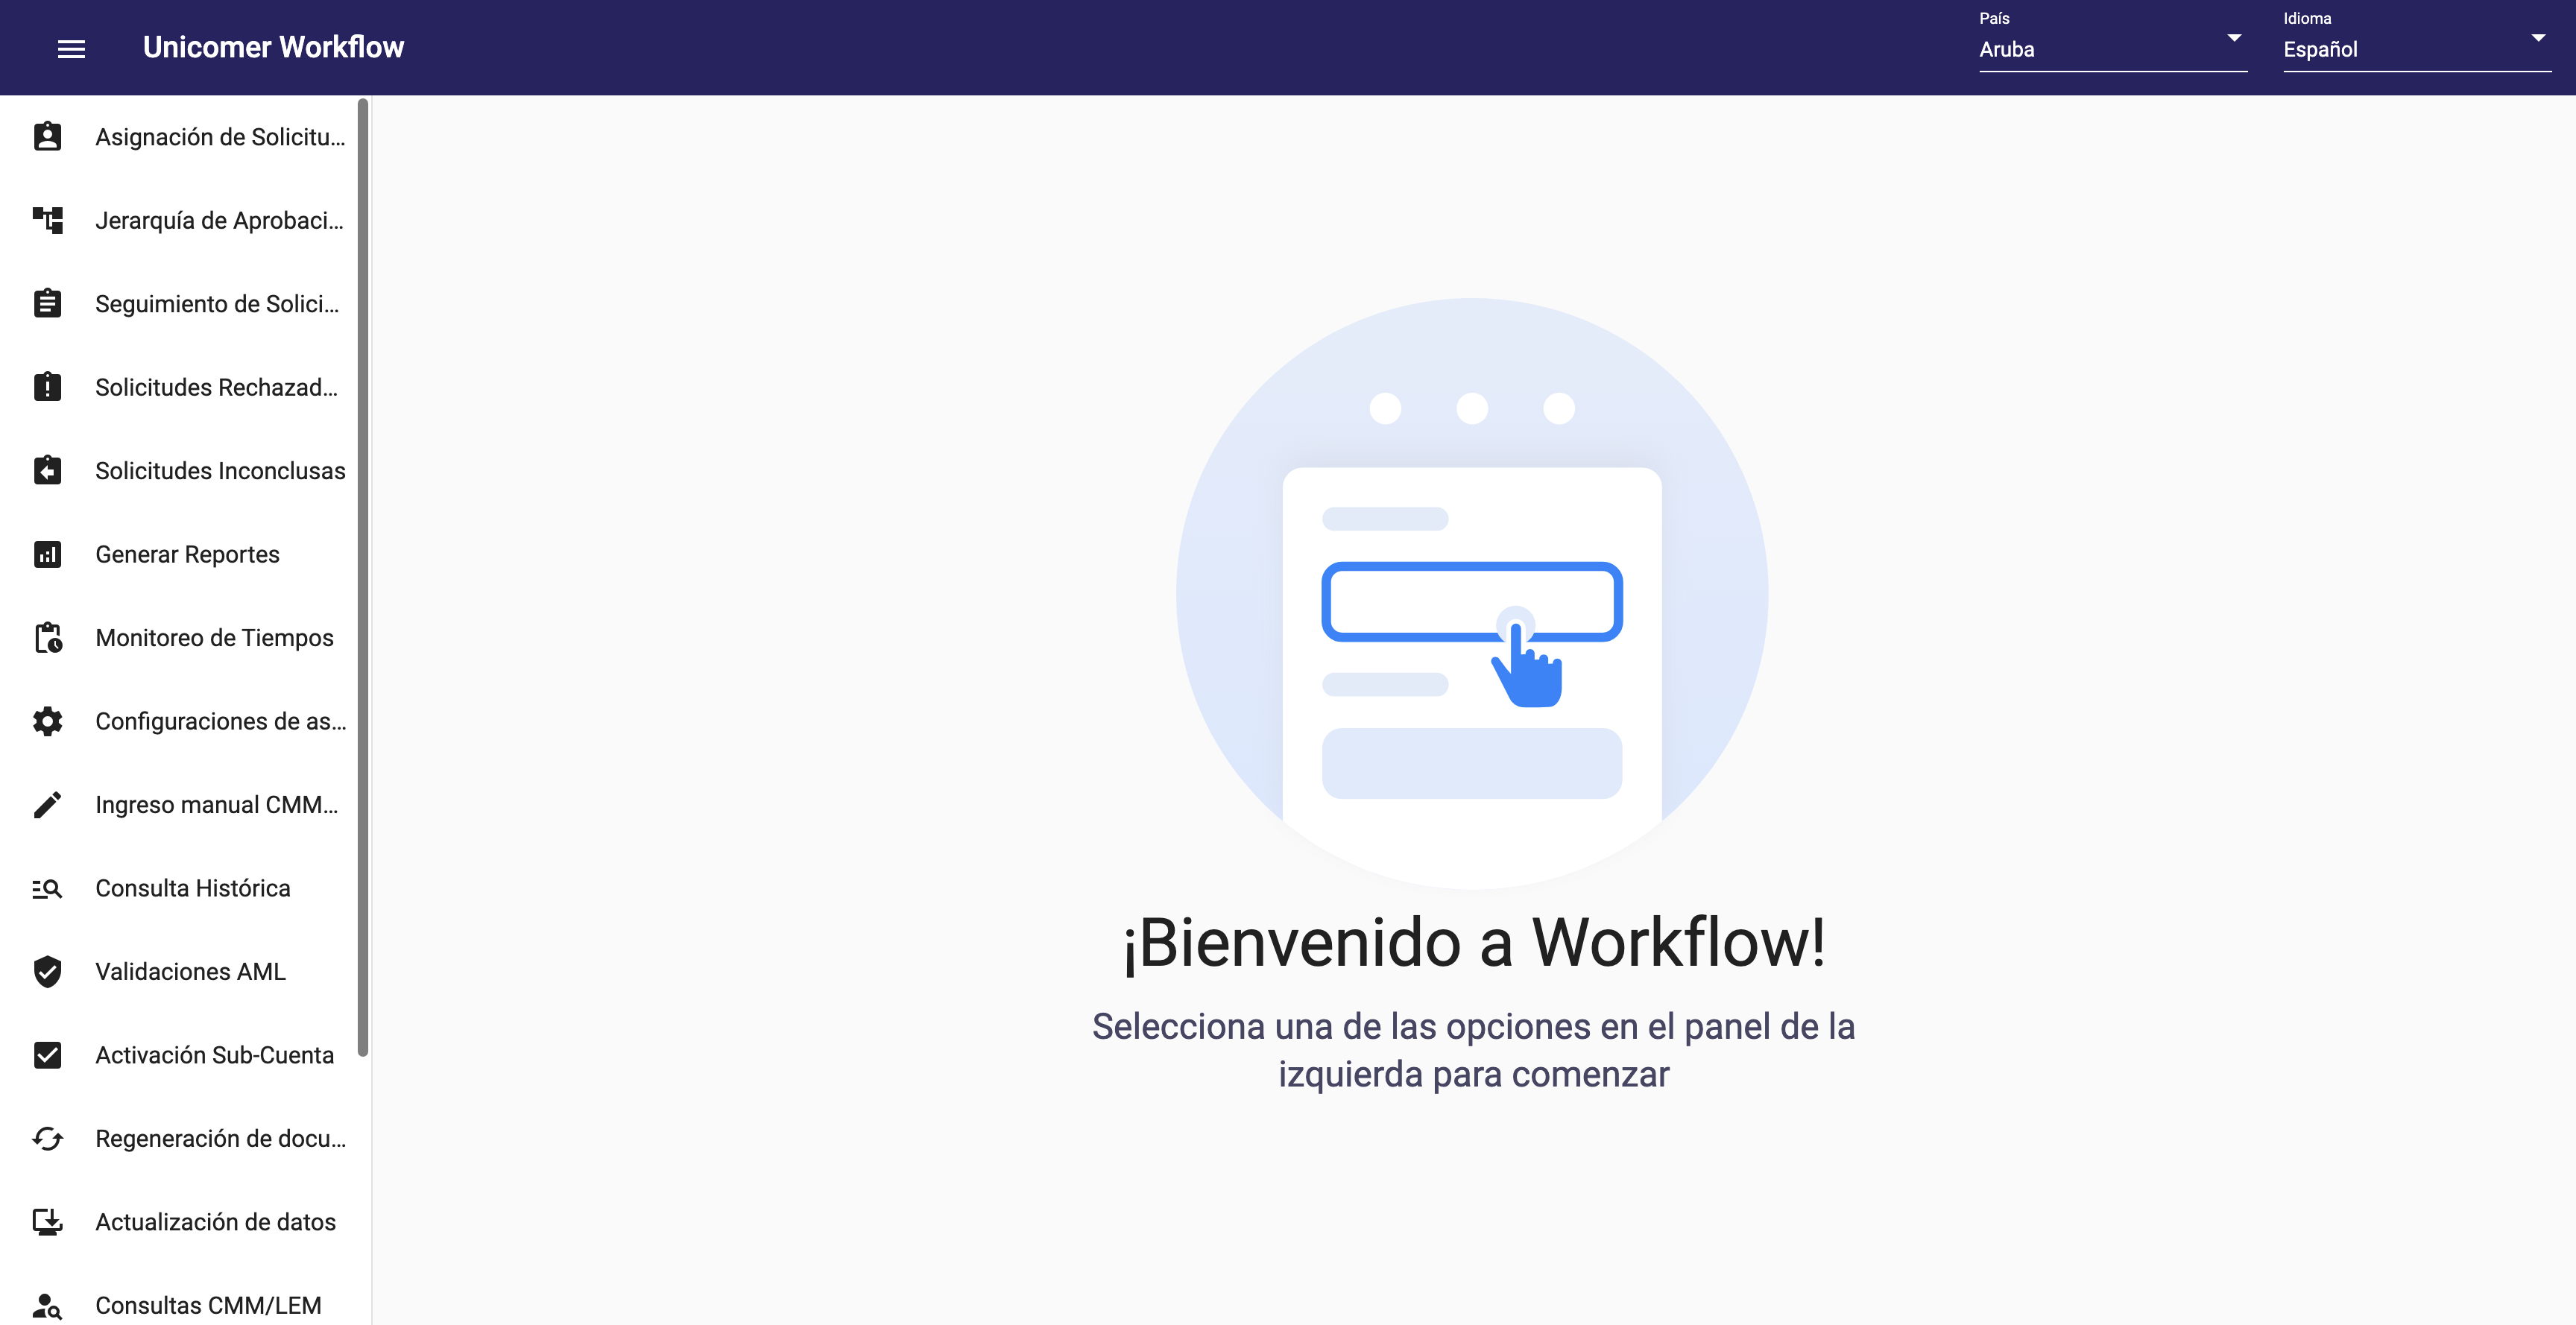 Unicomer Workflow
País
Aruba
Idioma
Español
Asignación de Solicitu...
Jerarquía de Aprobaci...
Seguimiento de Solici...
Solicitudes Rechazad...
Solicitudes Inconclusas
Generar Reportes
Monitoreo de Tiempos
Configuraciones de as...
Ingreso manual CMM...
Consulta Histórica
Validaciones AML
Activación Sub-Cuenta
Regeneración de docu...
Actualización de datos
Consultas CMM/LEM
¡Bienvenido a Workflow!
Selecciona una de las opciones en el panel de la
izquierda para comenzar